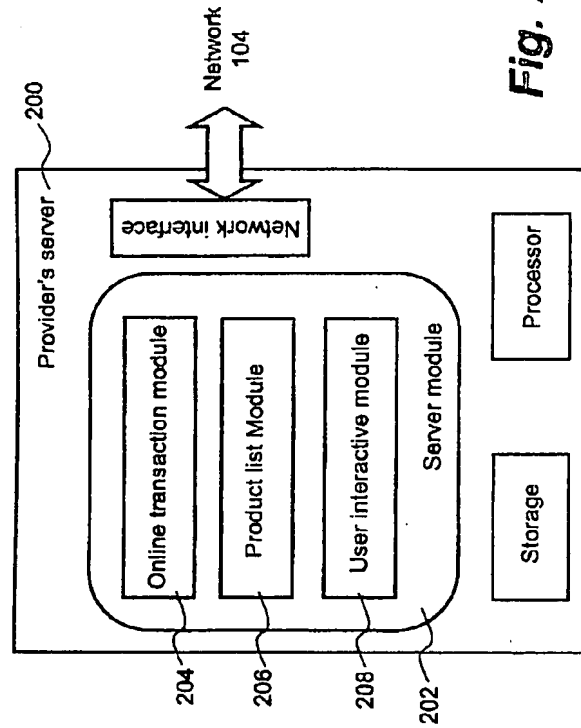 Provider's server
200
Network
104
Network interface
Online transaction module
204
Product list Module
206
User interactive module
208
Server module
202
Storage
Processor
Fig.